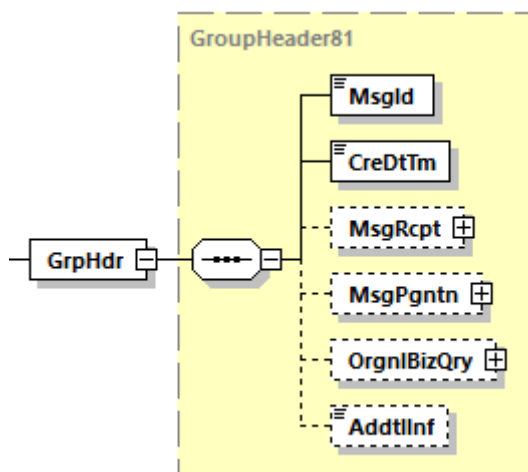 GroupHeader81
MsgId
CreDtTm
MsgRcpt
GrpHdr
MsgPgntn
OrgnlBizQry
AddtlInf